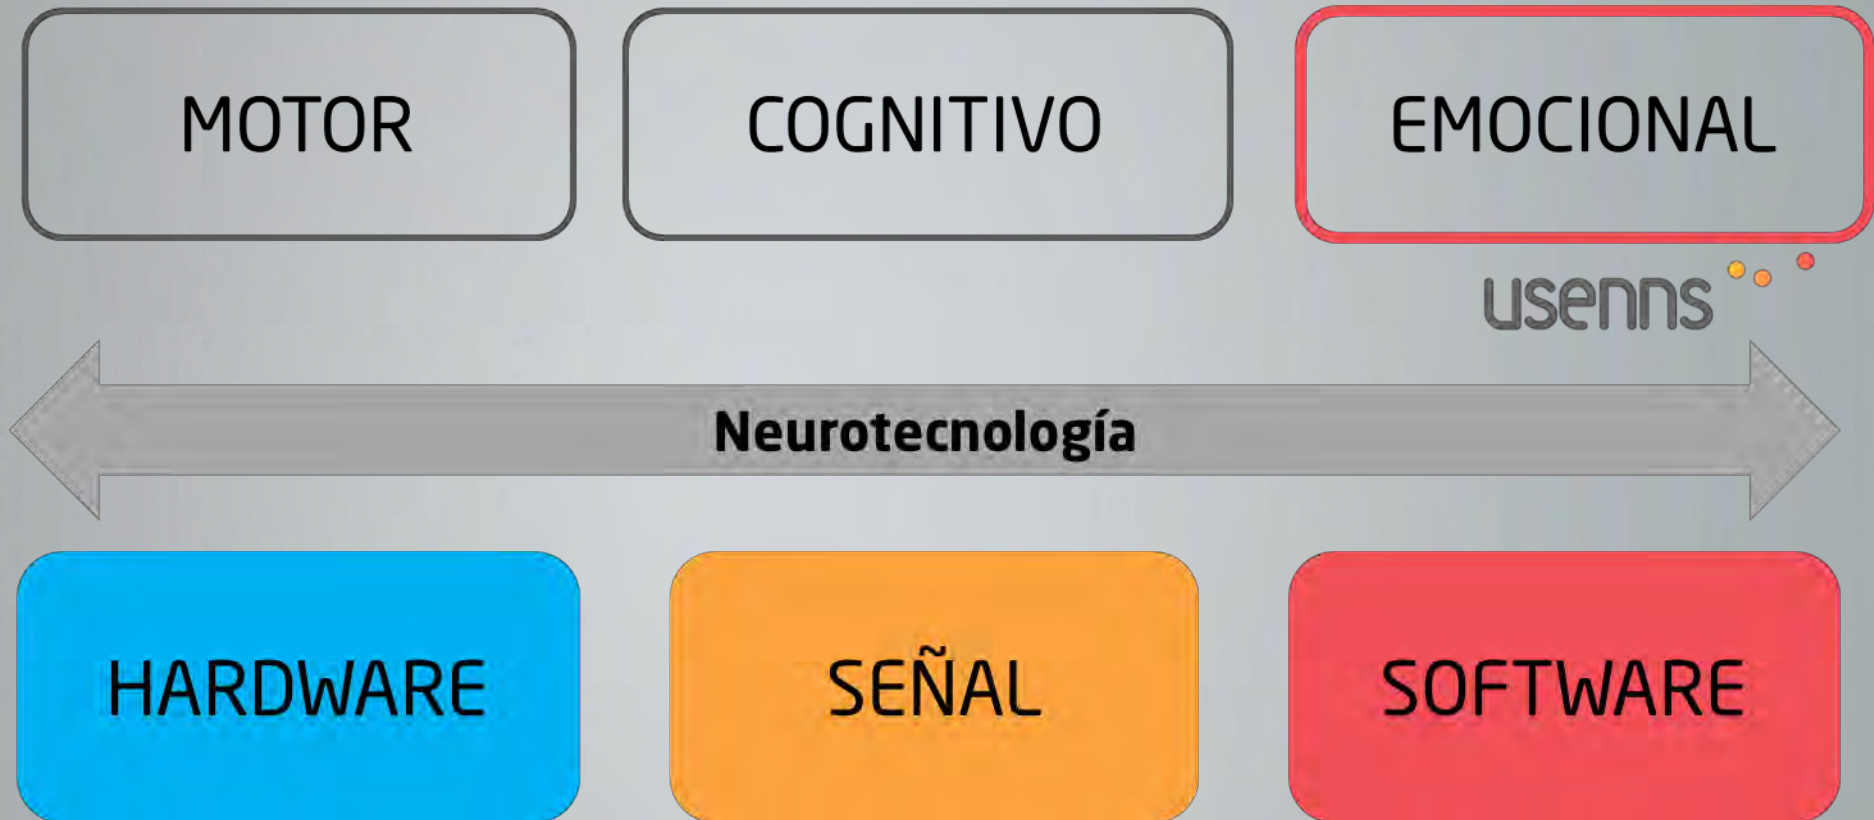 MOTOR
COGNITIVO
EMOCIONAL
usenns
Neurotecnología
HARDWARE
SEÑAL
SOFTWARE